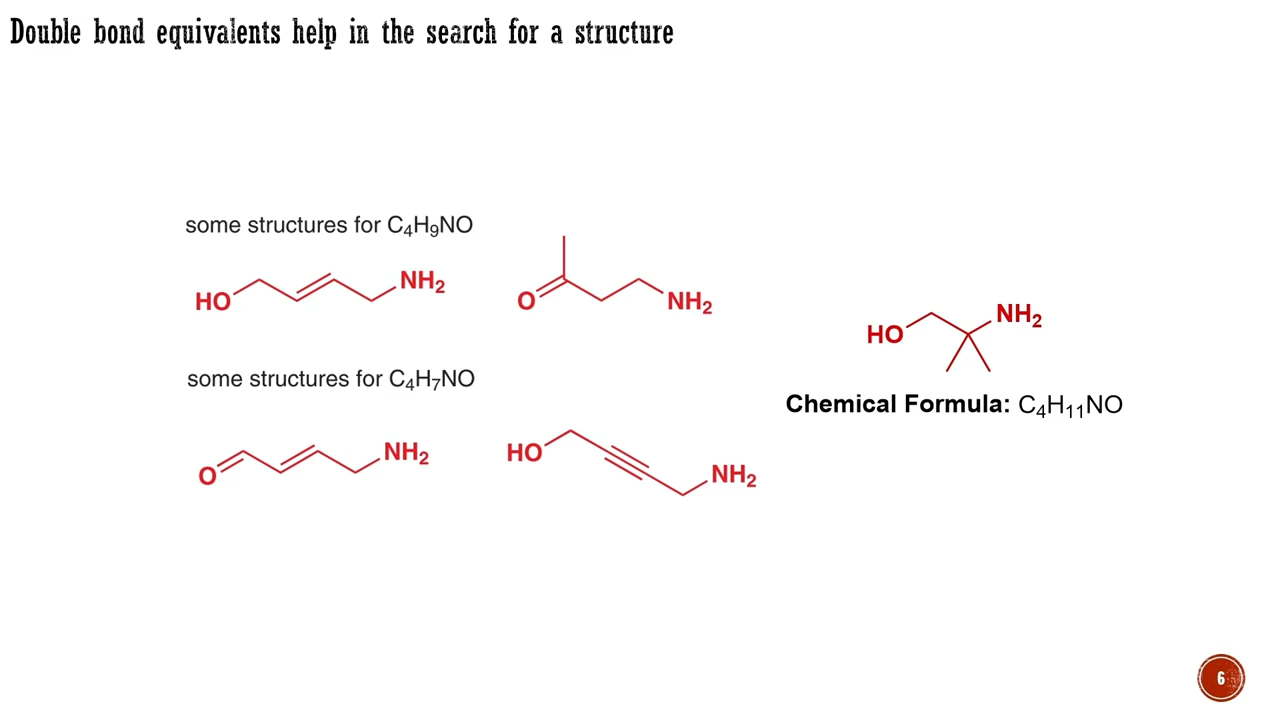 Double bond equivalents help in the search for a structure
some structures for C₄H₉NO
HO NH₂
O NH₂
HO NH₂
Chemical Formula: C₄H₁₁NO
some structures for C₄H₇NO
O NH₂
HO NH₂
6